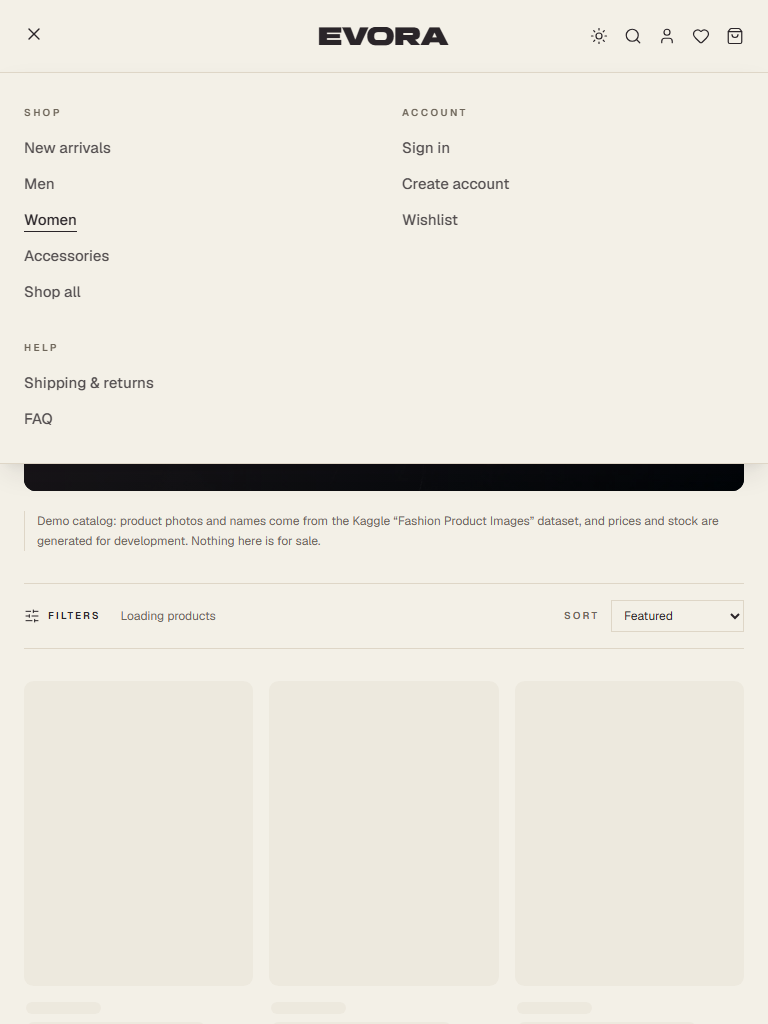 EVORA
SHOP
New arrivals
Men
Women
Accessories
Shop all
ACCOUNT
Sign in
Create account
Wishlist
HELP
Shipping & returns
FAQ
Demo catalog: product photos and names come from the Kaggle “Fashion Product Images” dataset, and prices and stock are
generated for development. Nothing here is for sale.
FILTERS
Loading products
SORT
Featured